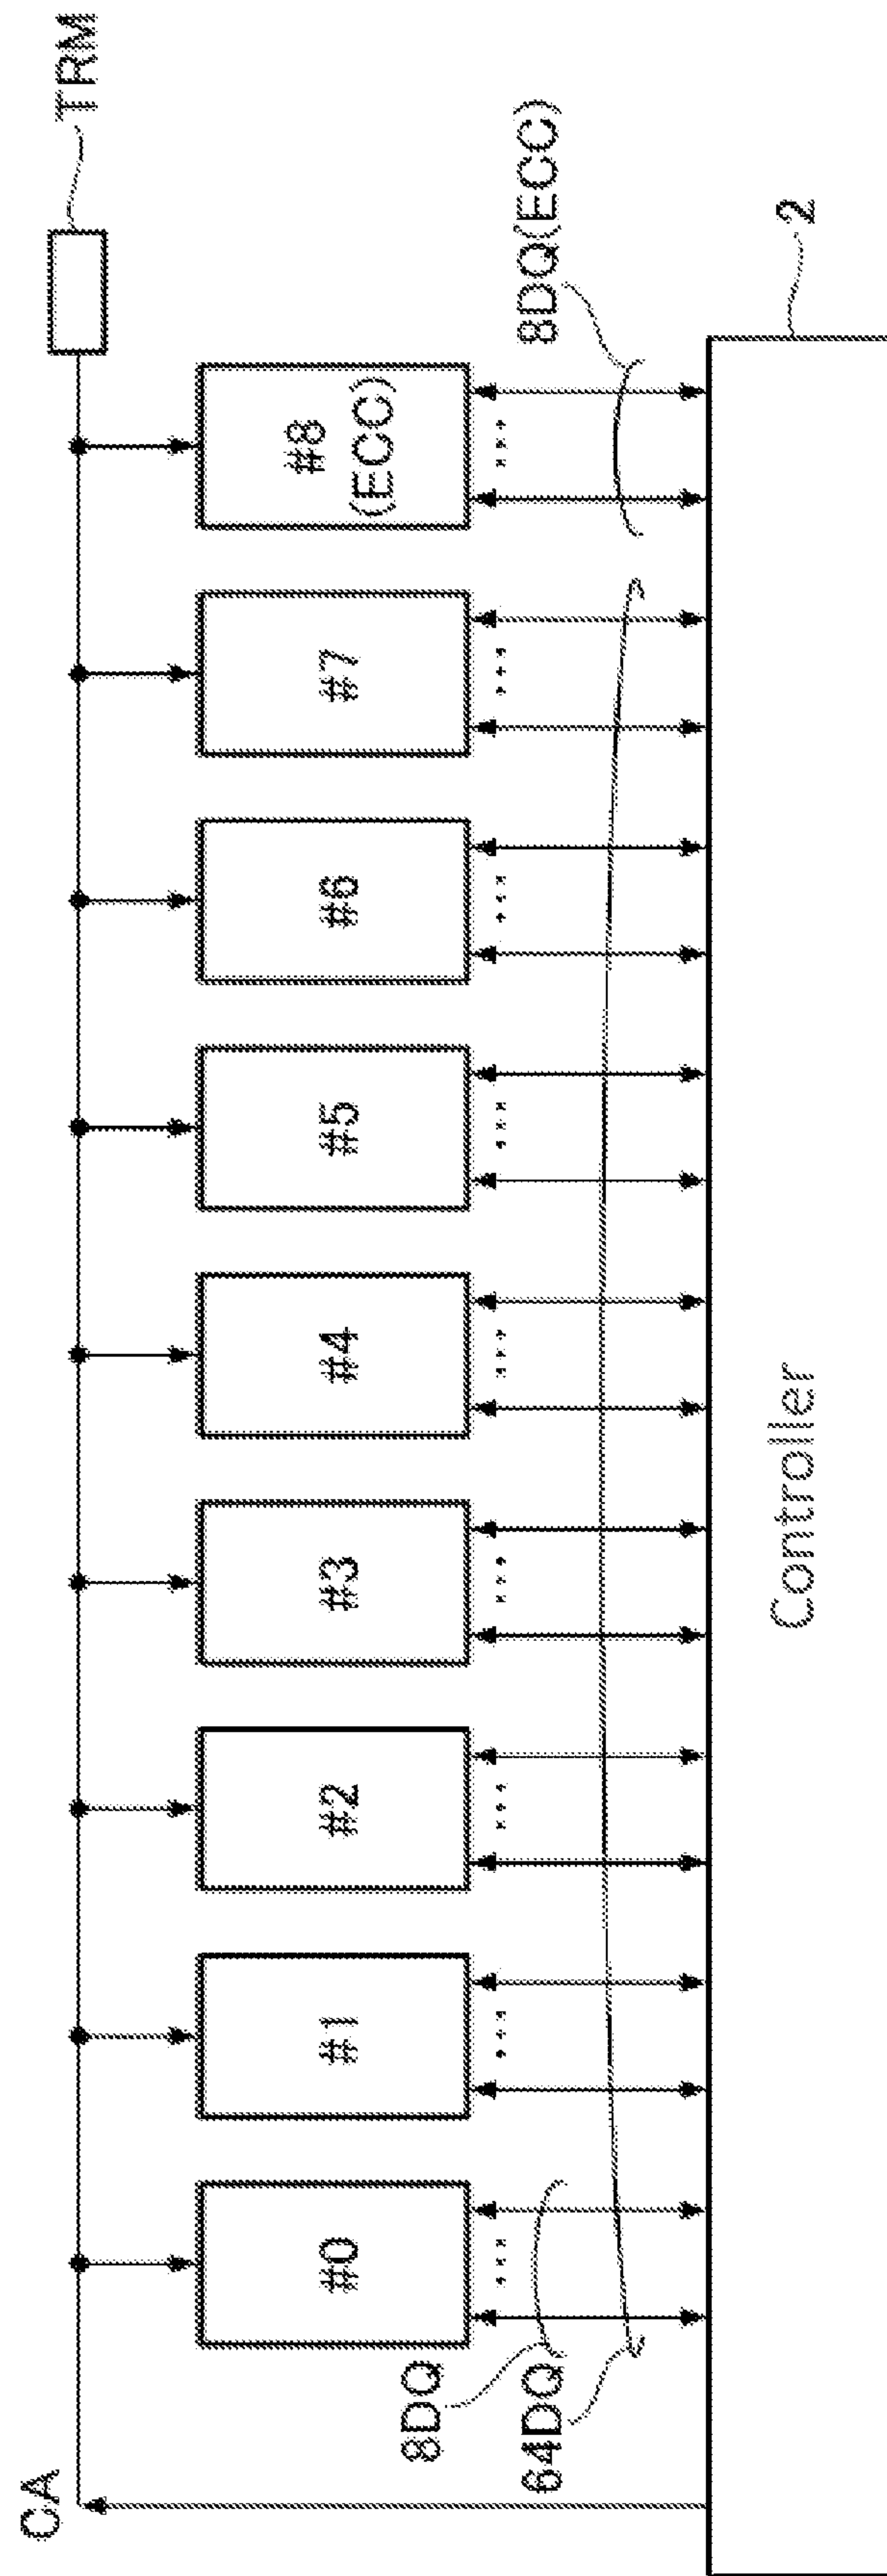 CA
TRM
#0
#1
#2
#3
#4
#5
#6
#7
#8
(ECC)
8DQ
64DQ
8DQ(ECC)
2
Controller